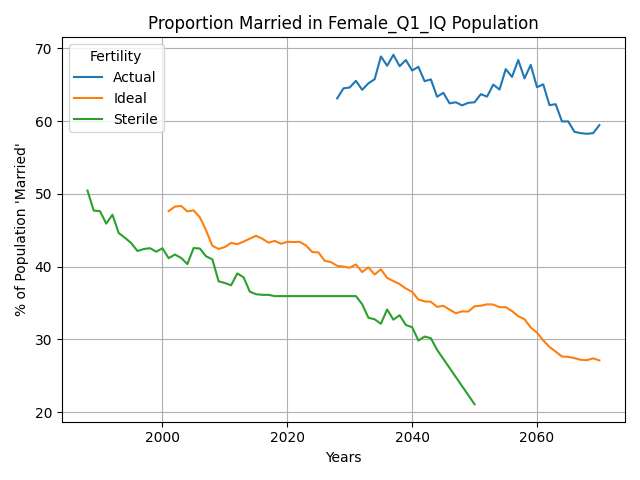 Proportion Married in Female_Q1_IQ Population
Fertility
Actual
Ideal
Sterile
% of Population 'Married'
70
60
50
40
30
20
2000
2020
2040
2060
Years